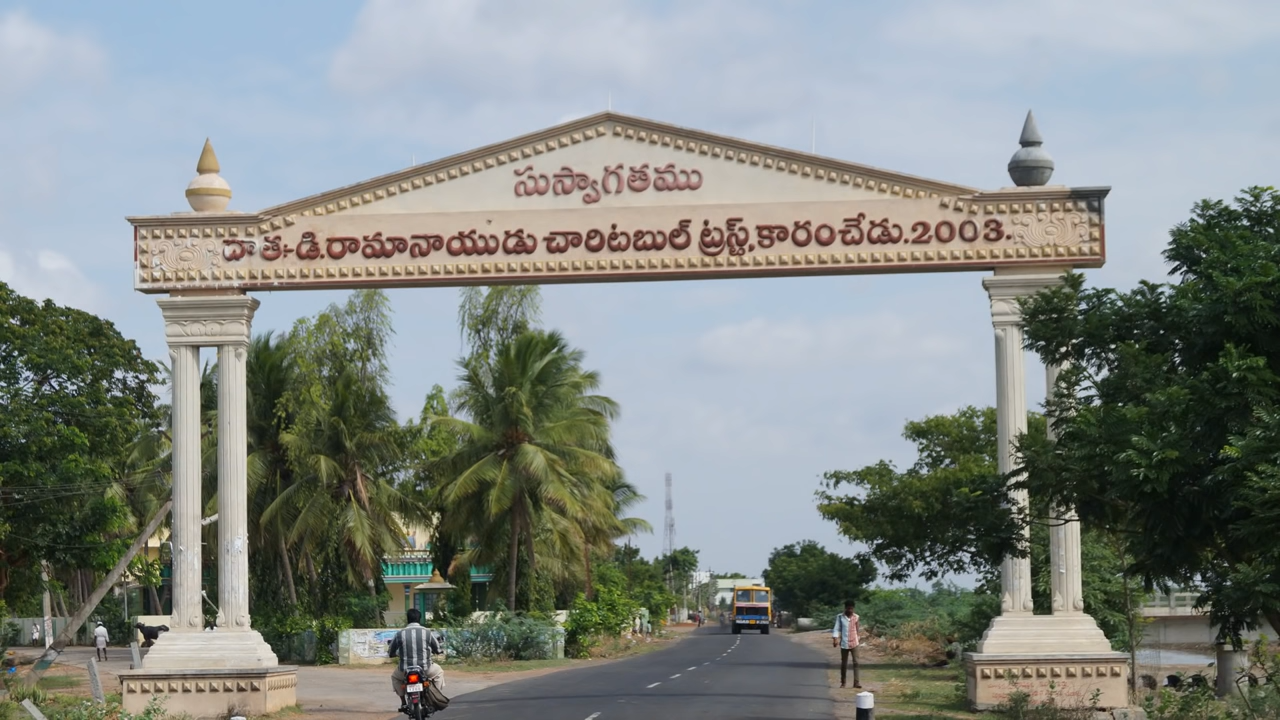 సుస్వాగతము
దాత-డి.రామానాయుడు చారిటబుల్ ట్రస్ట్,కారంచేడు.2003.